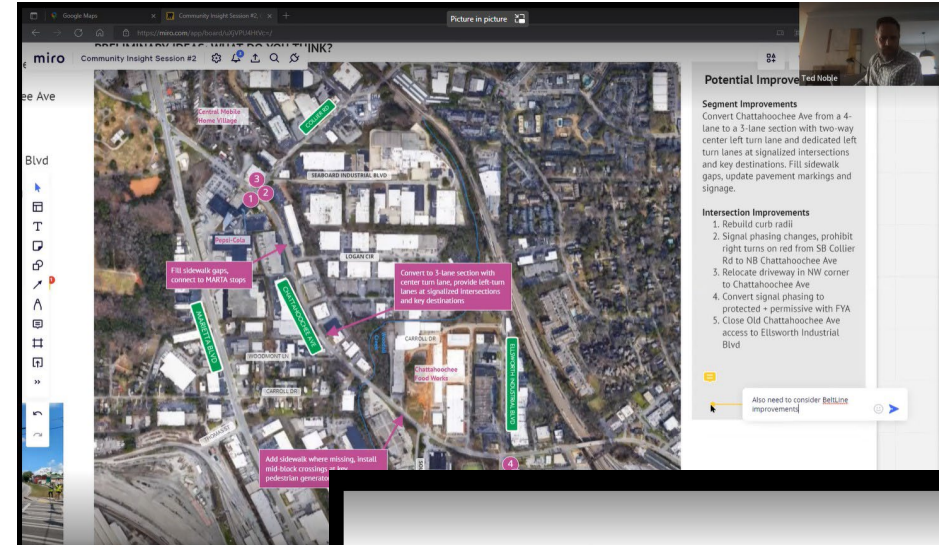 Google Maps
Community Insight Session #2,
Picture in picture
PRELIMINARY IDEAS: WHAT DO YOU THINK?
miro
Community Insight Session #2
Ted Noble
ee Ave
Blvd
Central Mobile
Home Village
COLLIER RD
SEABOARD INDUSTRIAL BLVD
3
2
1
Pepsi-Cola
LOGAN CIR
Fill sidewalk gaps,
connect to MARTA stops
Convert to 3-lane section with
center turn lane, provide left-turn
lanes at signalized intersections
and key destinations
CHATTAHOOCHEE AVE
MARIETTA BLVD
CARROLL DR
ELLSWORTH INDUSTRIAL BLVD
WOODMONT LN
Chattahoochee
Food Works
CARROLL DR
THOMAS ST
Add sidewalk where missing, install
mid-block crossings at key
pedestrian generato
4
Potential Improve
Segment Improvements
Convert Chattahoochee Ave from a 4-
lane to a 3-lane section with two-way
center left turn lane and dedicated left
turn lanes at signalized intersections
and key destinations. Fill sidewalk
gaps, update pavement markings and
signage.
Intersection Improvements
1. Rebuild curb radii
2. Signal phasing changes, prohibit
right turns on red from SB Collier
Rd to NB Chattahoochee Ave
3. Relocate driveway in NW corner
to Chattahoochee Ave
4. Convert signal phasing to
protected + permissive with FYA
5. Close Old Chattahoochee Ave
access to Ellsworth Industrial
Blvd
Also need to consider BeltLine
improvements